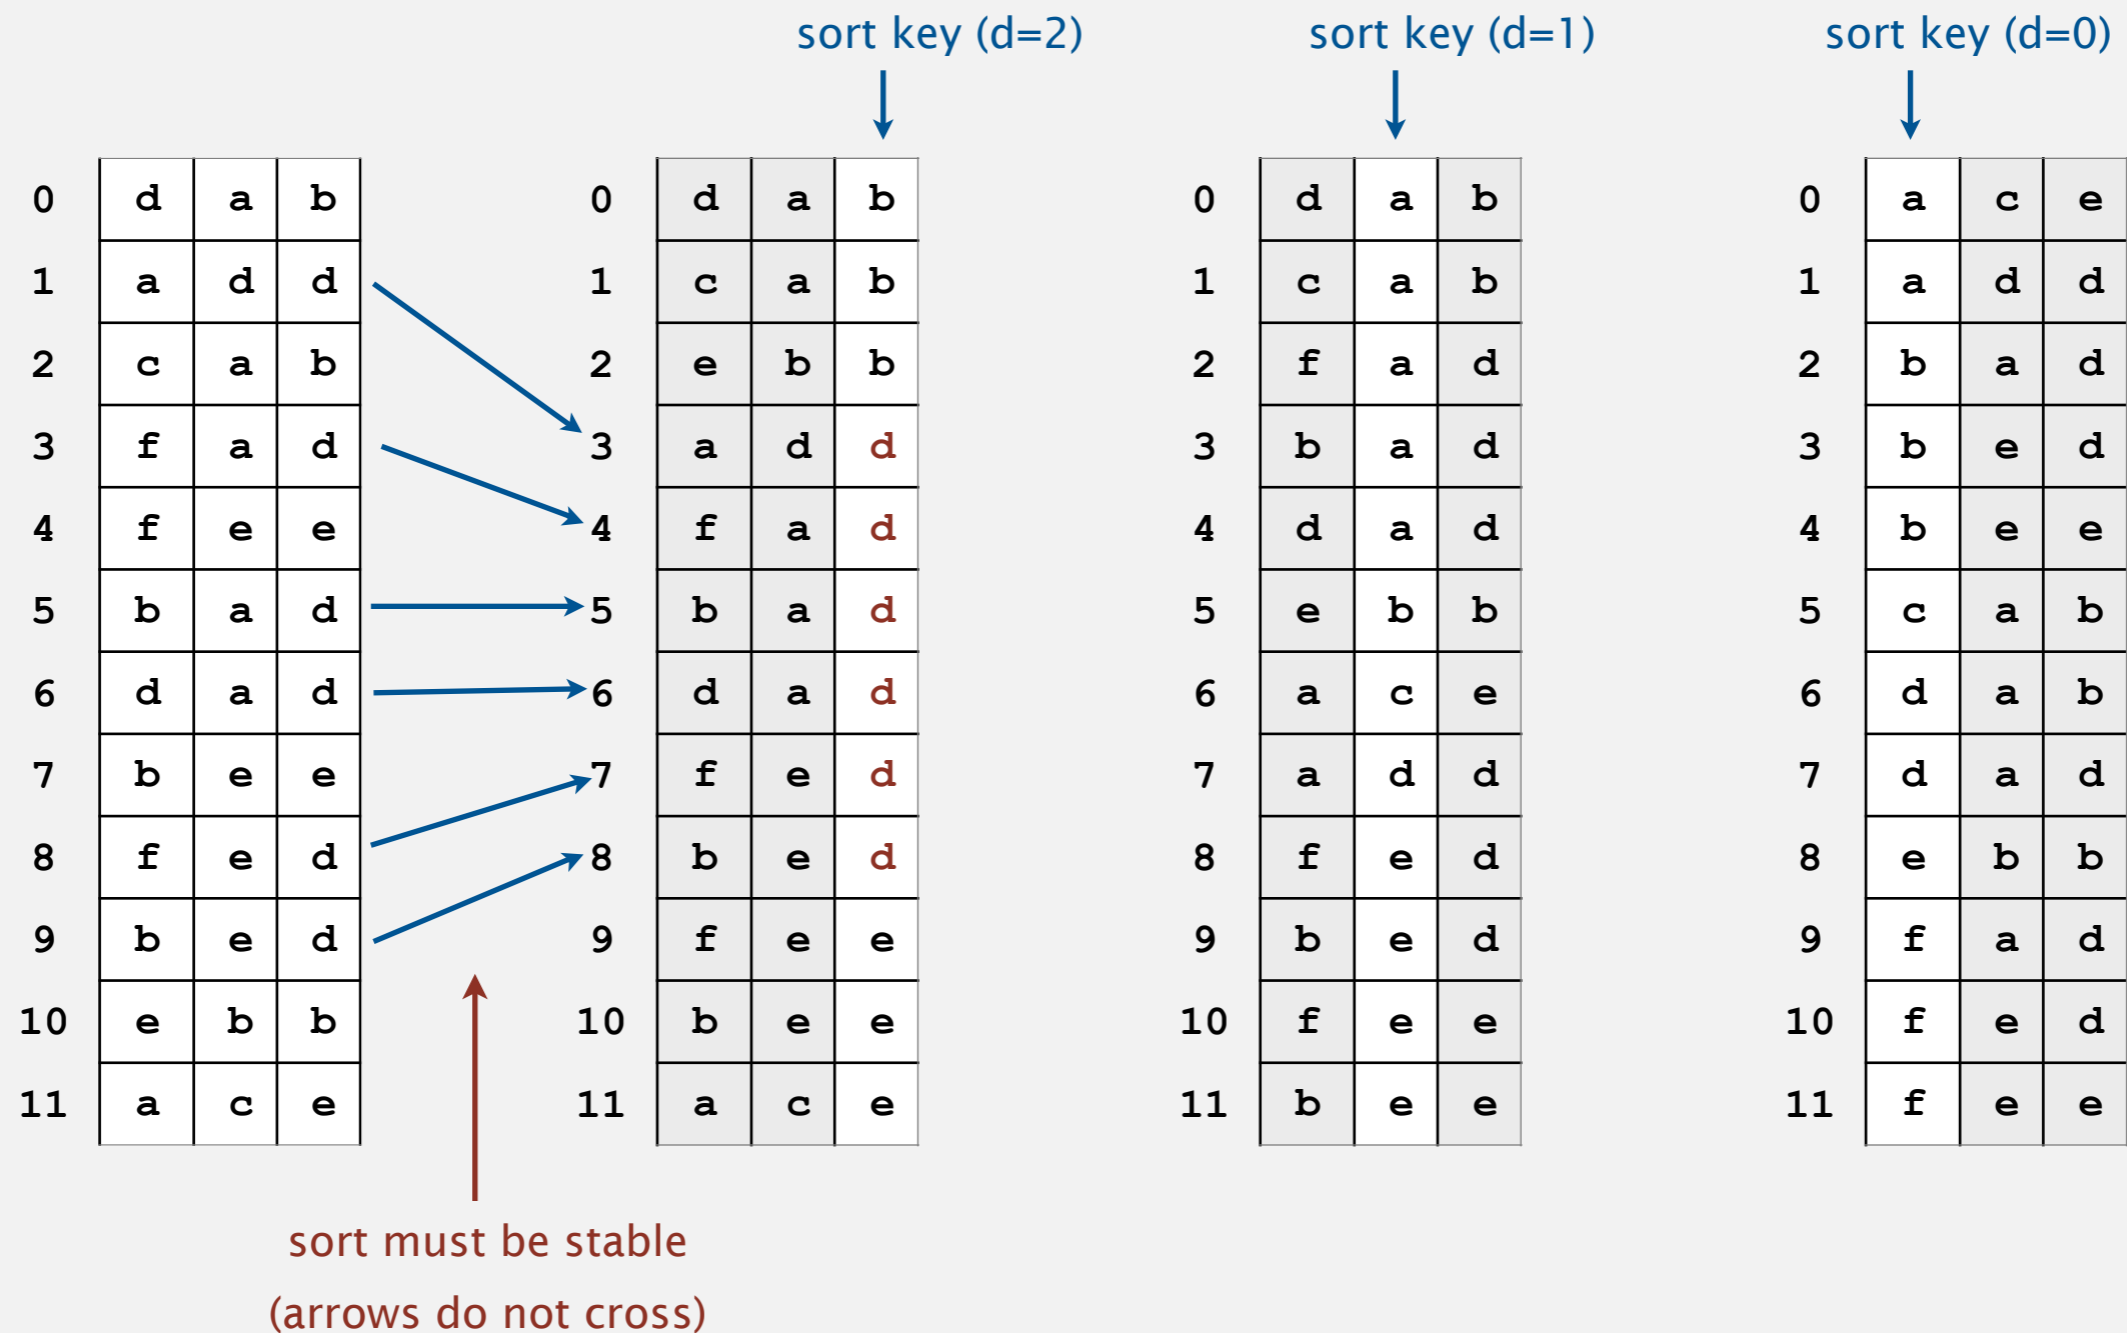 sort key (d=2) sort key (d=1) sort key (d=0)
0 d a b 0 d a b 0 d a b 0 a c e
1 a d d 1 c a b 1 c a b 1 a d d
2 c a b 2 e b b 2 f a d 2 b a d
3 f a d 3 a d d 3 b a d 3 b e d
4 f e e 4 f a d 4 d a d 4 b e e
5 b a d 5 b a d 5 e b b 5 c a b
6 d a d 6 d a d 6 a c e 6 d a b
7 b e e 7 f e d 7 a d d 7 d a d
8 f e d 8 b e d 8 f e d 8 e b b
9 b e d 9 f e e 9 b e d 9 f a d
10 e b b 10 b e e 10 f e e 10 f e d
11 a c e 11 a c e 11 b e e 11 f e e
sort must be stable
(arrows do not cross)